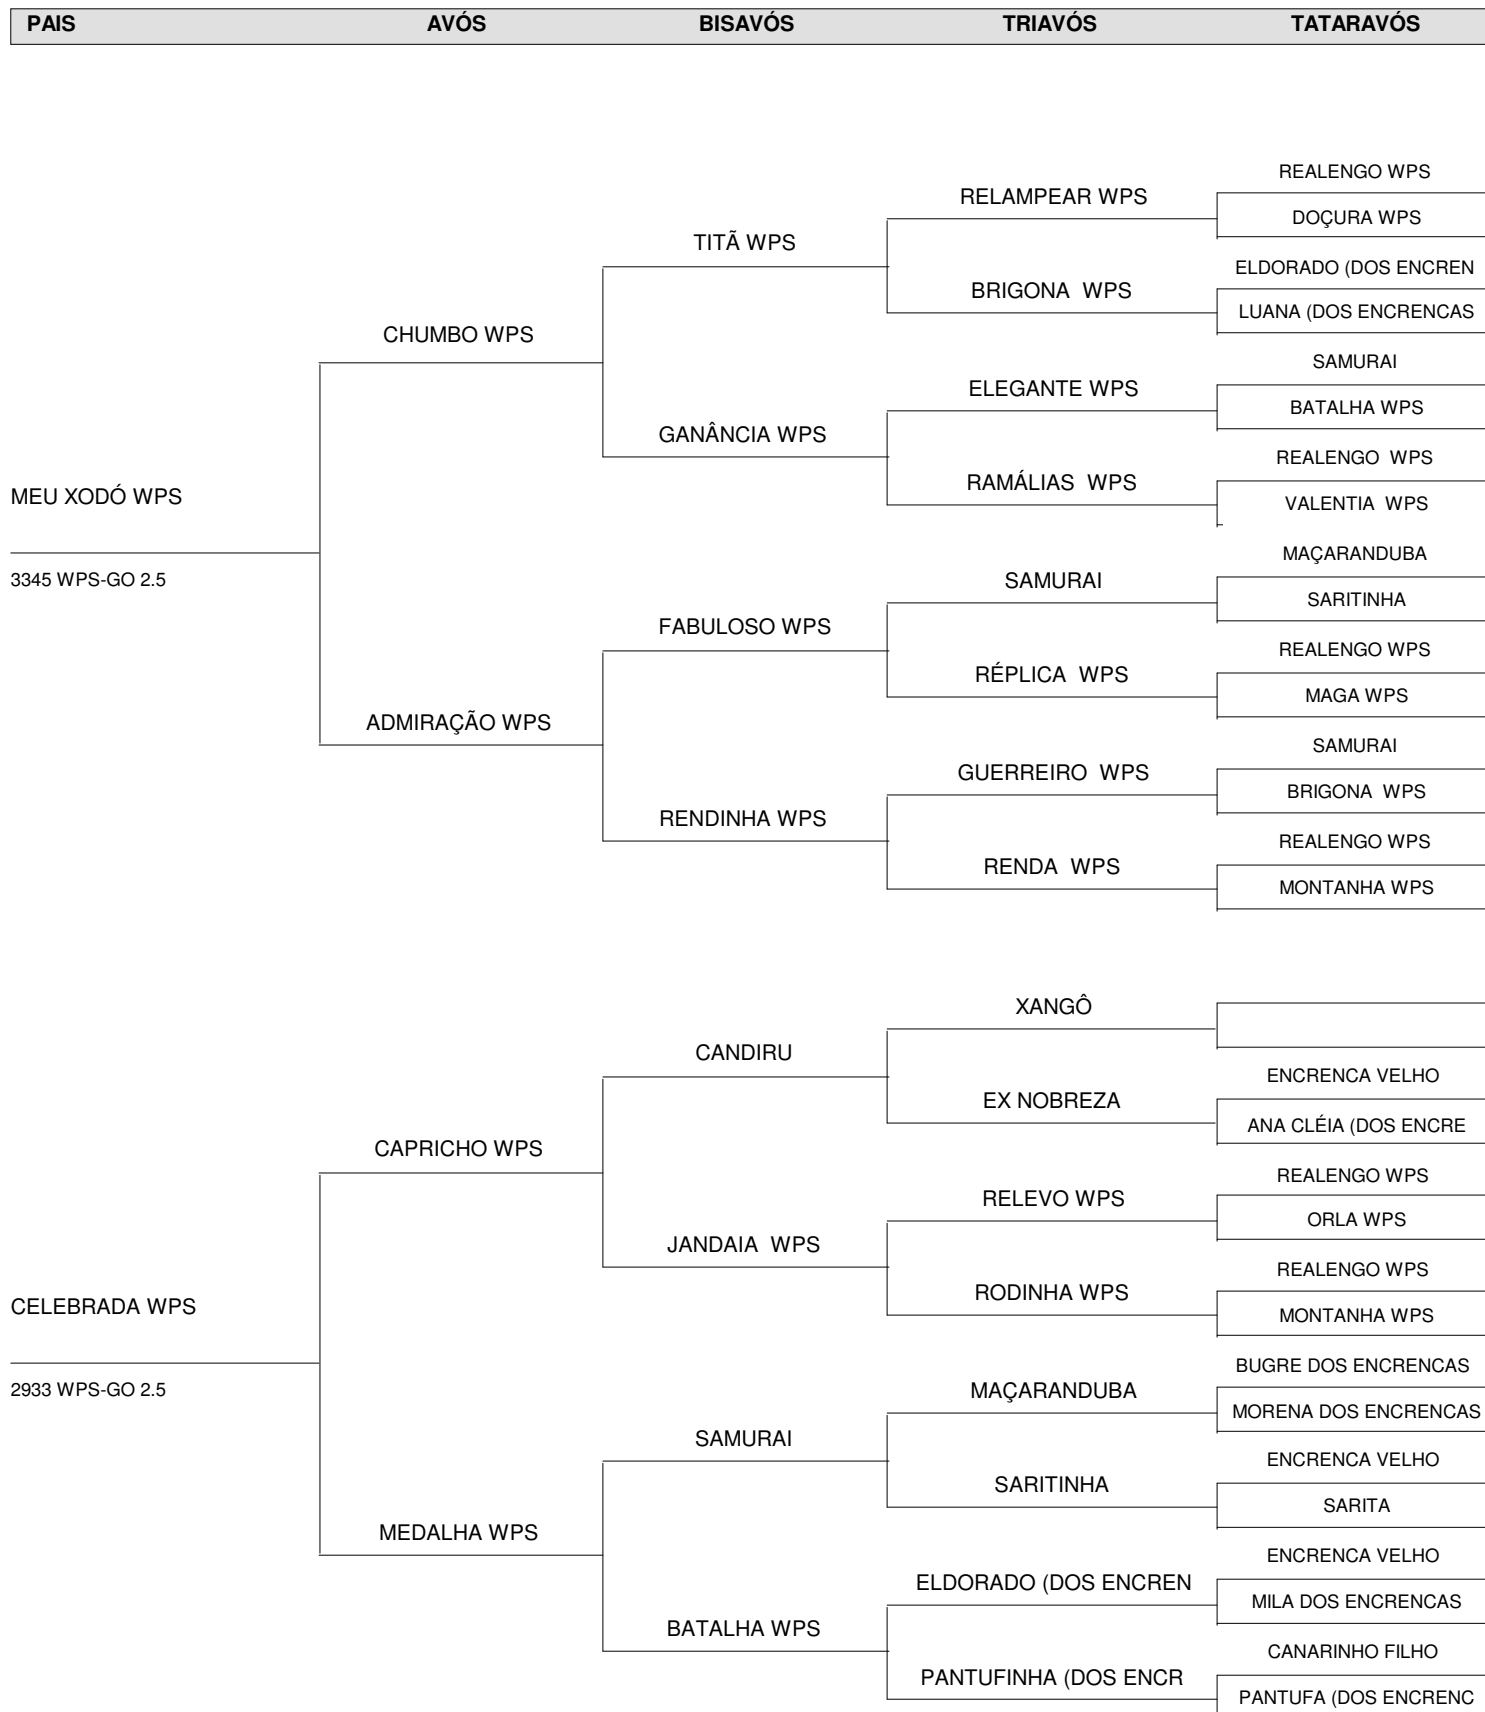 PAIS AVÓS BISAVÓS TRIAVÓS TATARAVÓS
REALENGO WPS
RELAMPEAR WPS
DOÇURA WPS
TITÃ WPS
ELDORADO (DOS ENCREN
BRIGONA WPS
LUANA (DOS ENCRENCAS
CHUMBO WPS
SAMURAI
ELEGANTE WPS
BATALHA WPS
GANÂNCIA WPS
REALENGO WPS
RAMÁLIAS WPS
MEU XODÓ WPS
VALENTIA WPS
MAÇARANDUBA
3345 WPS-GO 2.5
SAMURAI
SARITINHA
FABULOSO WPS
REALENGO WPS
RÉPLICA WPS
MAGA WPS
ADMIRAÇÃO WPS
SAMURAI
GUERREIRO WPS
BRIGONA WPS
RENDINHA WPS
REALENGO WPS
RENDA WPS
MONTANHA WPS
XANGÔ
CANDIRU
ENCRENCA VELHO
EX NOBREZA
ANA CLÉIA (DOS ENCRE
CAPRICHO WPS
REALENGO WPS
RELEVO WPS
ORLA WPS
JANDAIA WPS
REALENGO WPS
RODINHA WPS
CELEBRADA WPS
MONTANHA WPS
BUGRE DOS ENCRENCAS
2933 WPS-GO 2.5
MAÇARANDUBA
MORENA DOS ENCRENCAS
SAMURAI
ENCRENCA VELHO
SARITINHA
SARITA
MEDALHA WPS
ENCRENCA VELHO
ELDORADO (DOS ENCREN
MILA DOS ENCRENCAS
BATALHA WPS
CANARINHO FILHO
PANTUFINHA (DOS ENCR
PANTUFA (DOS ENCRENC